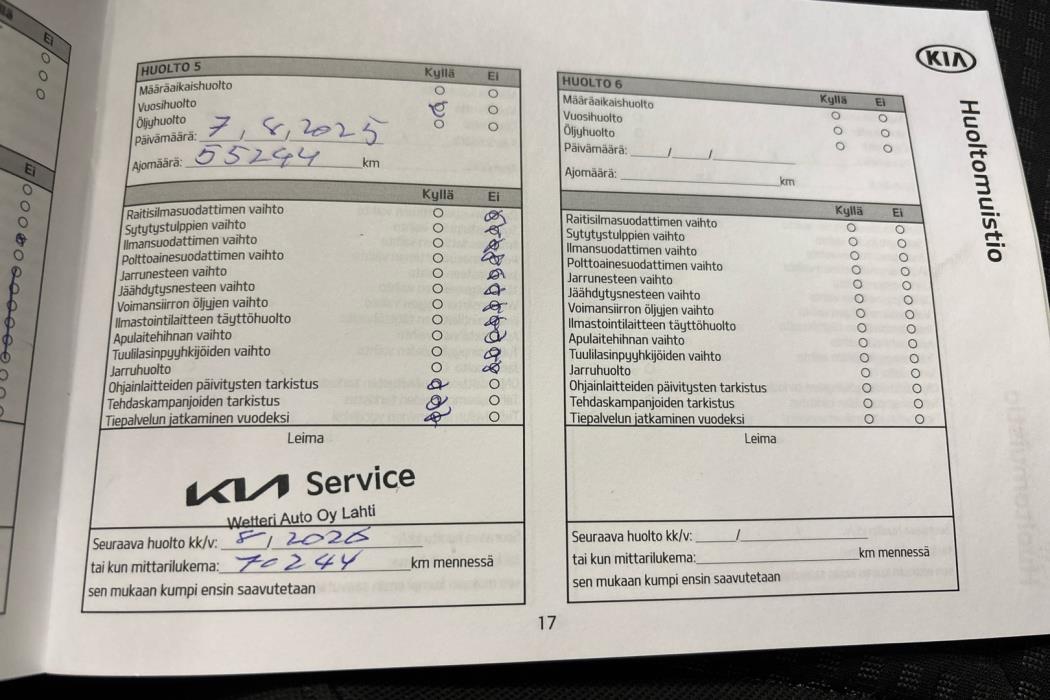 Ei
Ei
HUOLTO 5 Kyllä Ei
Määräaikaishuolto
Vuosihuolto
Öljyhuolto
Päivämäärä: 7, 8, 2025
Ajomäärä: 55244 km
Kyllä Ei
Raitisilmasuodattimen vaihto
Sytytystulppien vaihto
Ilmansuodattimen vaihto
Polttoainesuodattimen vaihto
Jarrunesteen vaihto
Jäähdytysnesteen vaihto
Voimansiirron öljyjen vaihto
Ilmastointilaitteen täyttöhuolto
Apulaitehihnan vaihto
Tuulilasinpyyhkijöiden vaihto
Jarruhuolto
Ohjainlaitteiden päivitysten tarkistus
Tehdaskampanjoiden tarkistus
Tiepalvelun jatkaminen vuodeksi
Leima
KIA Service
Wetteri Auto Oy Lahti
Seuraava huolto kk/v: 8 / 2026
tai kun mittarilukema: 70244 km mennessä
sen mukaan kumpi ensin saavutetaan
HUOLTO 6 Kyllä Ei
Määräaikaishuolto
Vuosihuolto
Öljyhuolto
Päivämäärä: / /
Ajomäärä: km
Kyllä Ei
Raitisilmasuodattimen vaihto
Sytytystulppien vaihto
Ilmansuodattimen vaihto
Polttoainesuodattimen vaihto
Jarrunesteen vaihto
Jäähdytysnesteen vaihto
Voimansiirron öljyjen vaihto
Ilmastointilaitteen täyttöhuolto
Apulaitehihnan vaihto
Tuulilasinpyyhkijöiden vaihto
Jarruhuolto
Ohjainlaitteiden päivitysten tarkistus
Tehdaskampanjoiden tarkistus
Tiepalvelun jatkaminen vuodeksi
Leima
Seuraava huolto kk/v: /
tai kun mittarilukema: km mennessä
sen mukaan kumpi ensin saavutetaan
KIA
Huoltomuistio
17